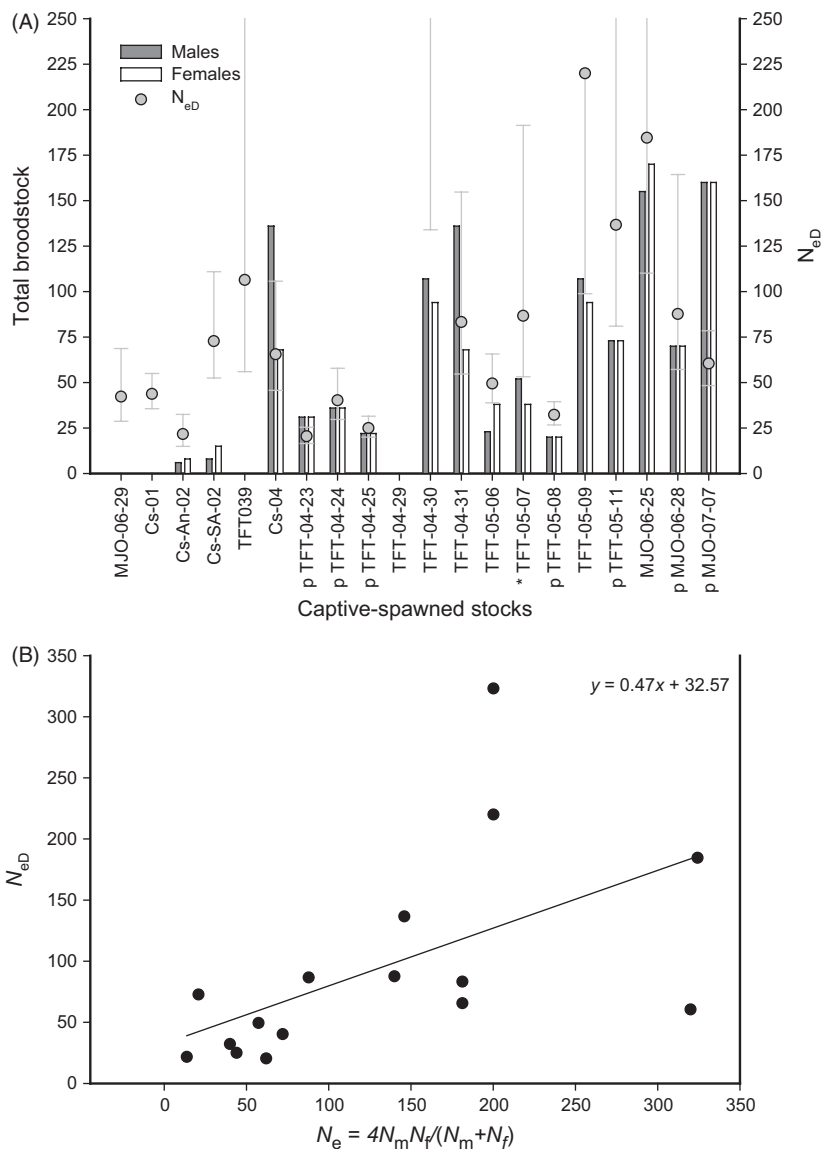 (A)
250
225
200
175
150
125
100
75
50
25
0
Total broodstock
Males
Females
NeD
250
200
150
100
50
0
NeD
MJO-06-29
Cs-01
Cs-An-02
Cs-SA-02
TFT039
Cs-04
p TFT-04-23
p TFT-04-24
p TFT-04-25
TFT-04-29
TFT-04-30
TFT-04-31
TFT-05-06
* TFT-05-07
p TFT-05-08
TFT-05-09
p TFT-05-11
MJO-06-25
p MJO-06-28
p MJO-07-07
Captive-spawned stocks
(B)
350
300
250
200
150
100
50
0
NeD
y = 0.47x + 32.57
0 50 100 150 200 250 300 350
Ne = 4NmNf/(Nm+Nf)